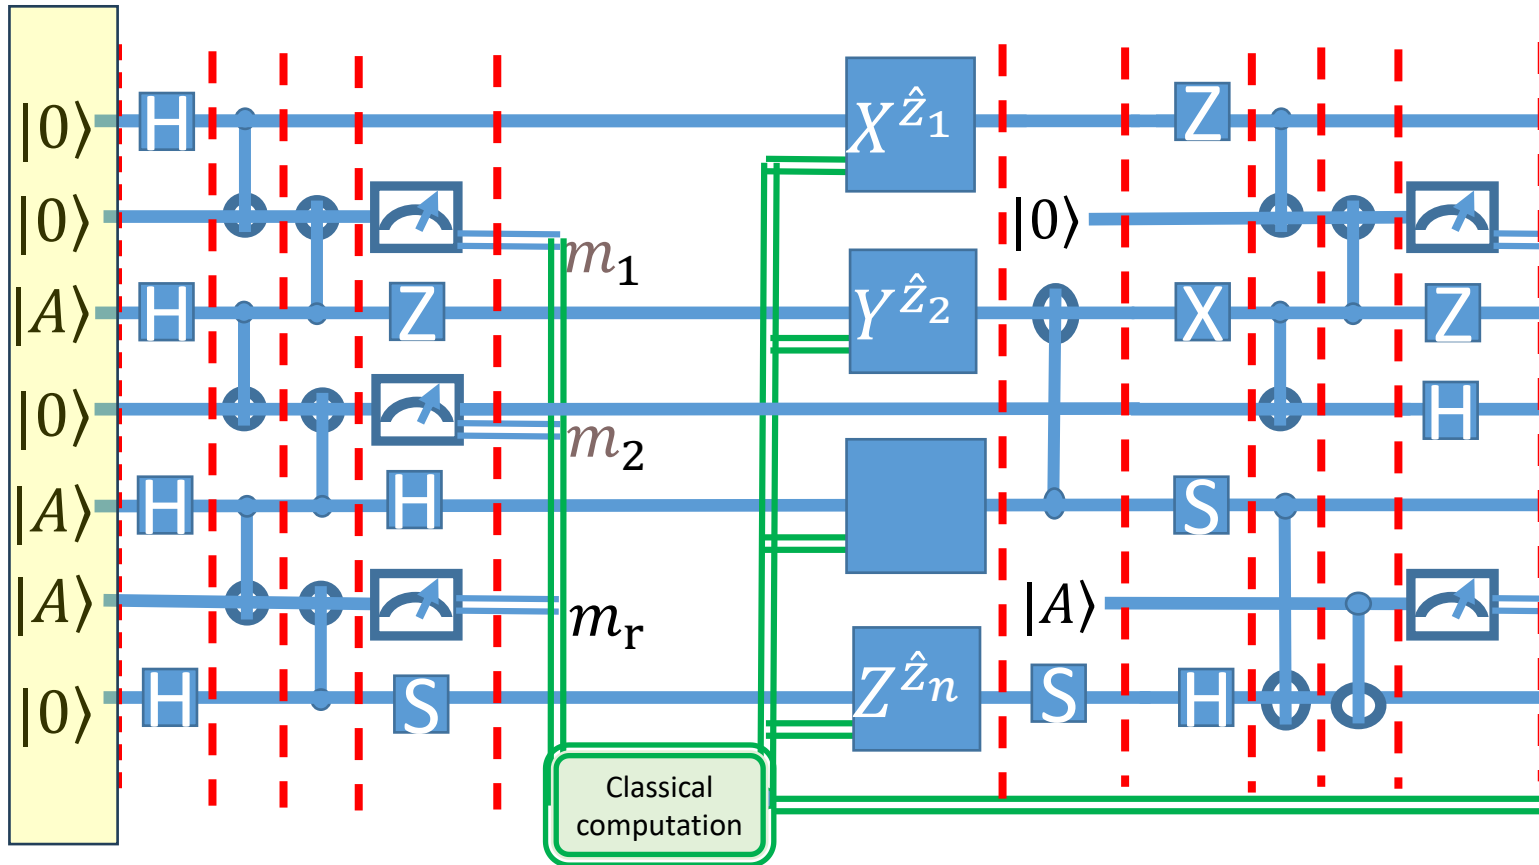 |0⟩ H X^ẑ₁ Z
|0⟩ m₁ |0⟩
|A⟩ H Z Y^ẑ₂ X Z
|0⟩ m₂ H
|A⟩ H H S
|A⟩ mᵣ |A⟩
|0⟩ H S Z^ẑₙ S H
Classical
computation